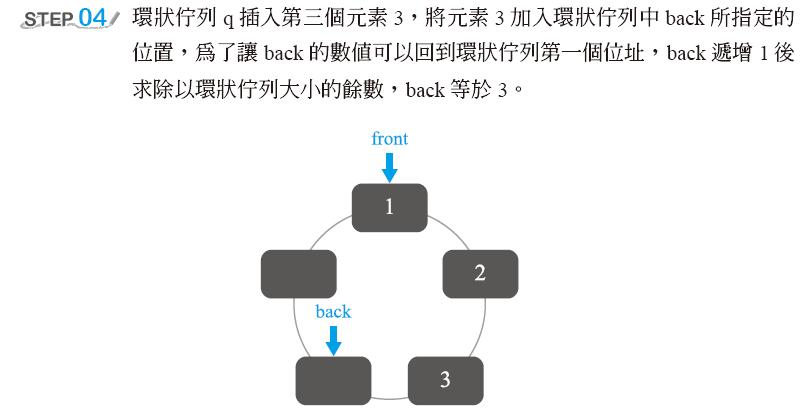 STEP 04 環狀佇列 q 插入第三個元素 3，將元素 3 加入環狀佇列中 back 所指定的
位置，爲了讓 back 的數值可以回到環狀佇列第一個位址，back 遞增 1 後
求除以環狀佇列大小的餘數，back 等於 3。
front
1
2
back
3